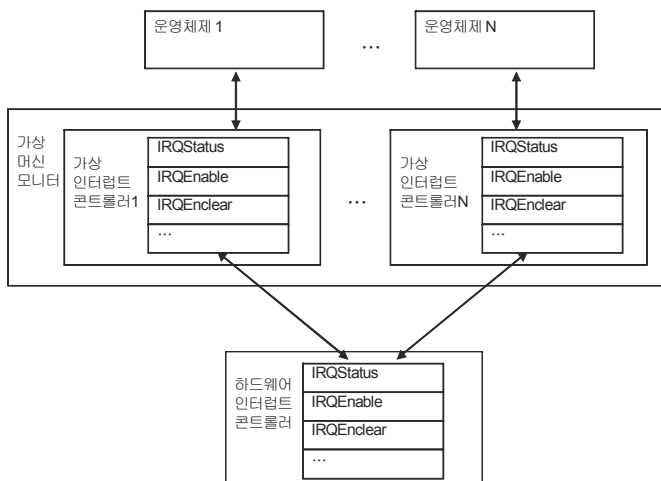 운영체제 1
...
운영체제 N
가상
머신
모니터
가상
인터럽트
콘트롤러1
IRQStatus
IRQEnable
IRQEnclear
...
...
가상
인터럽트
콘트롤러N
IRQStatus
IRQEnable
IRQEnclear
...
하드웨어
인터럽트
콘트롤러
IRQStatus
IRQEnable
IRQEnclear
...